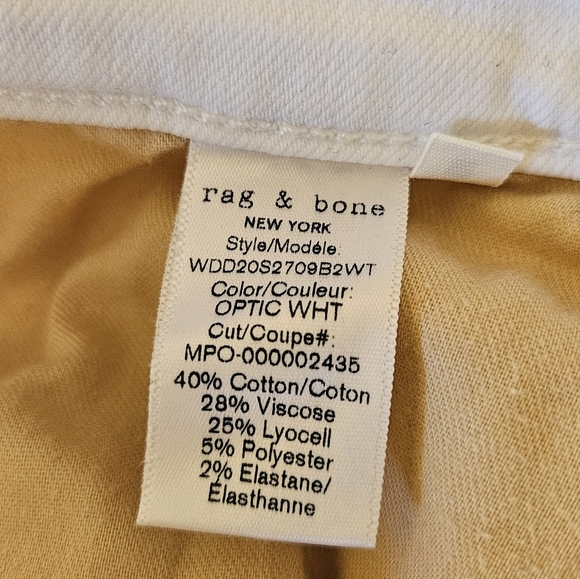 rag & bone
NEW YORK
Style/Modéle:
WDD20S2709B2WT
Color/Couleur:
OPTIC WHT
Cut/Coupe#:
MPO-000002435
40% Cotton/Coton
28% Viscose
25% Lyocell
5% Polyester
2% Elastane/
Élasthanne